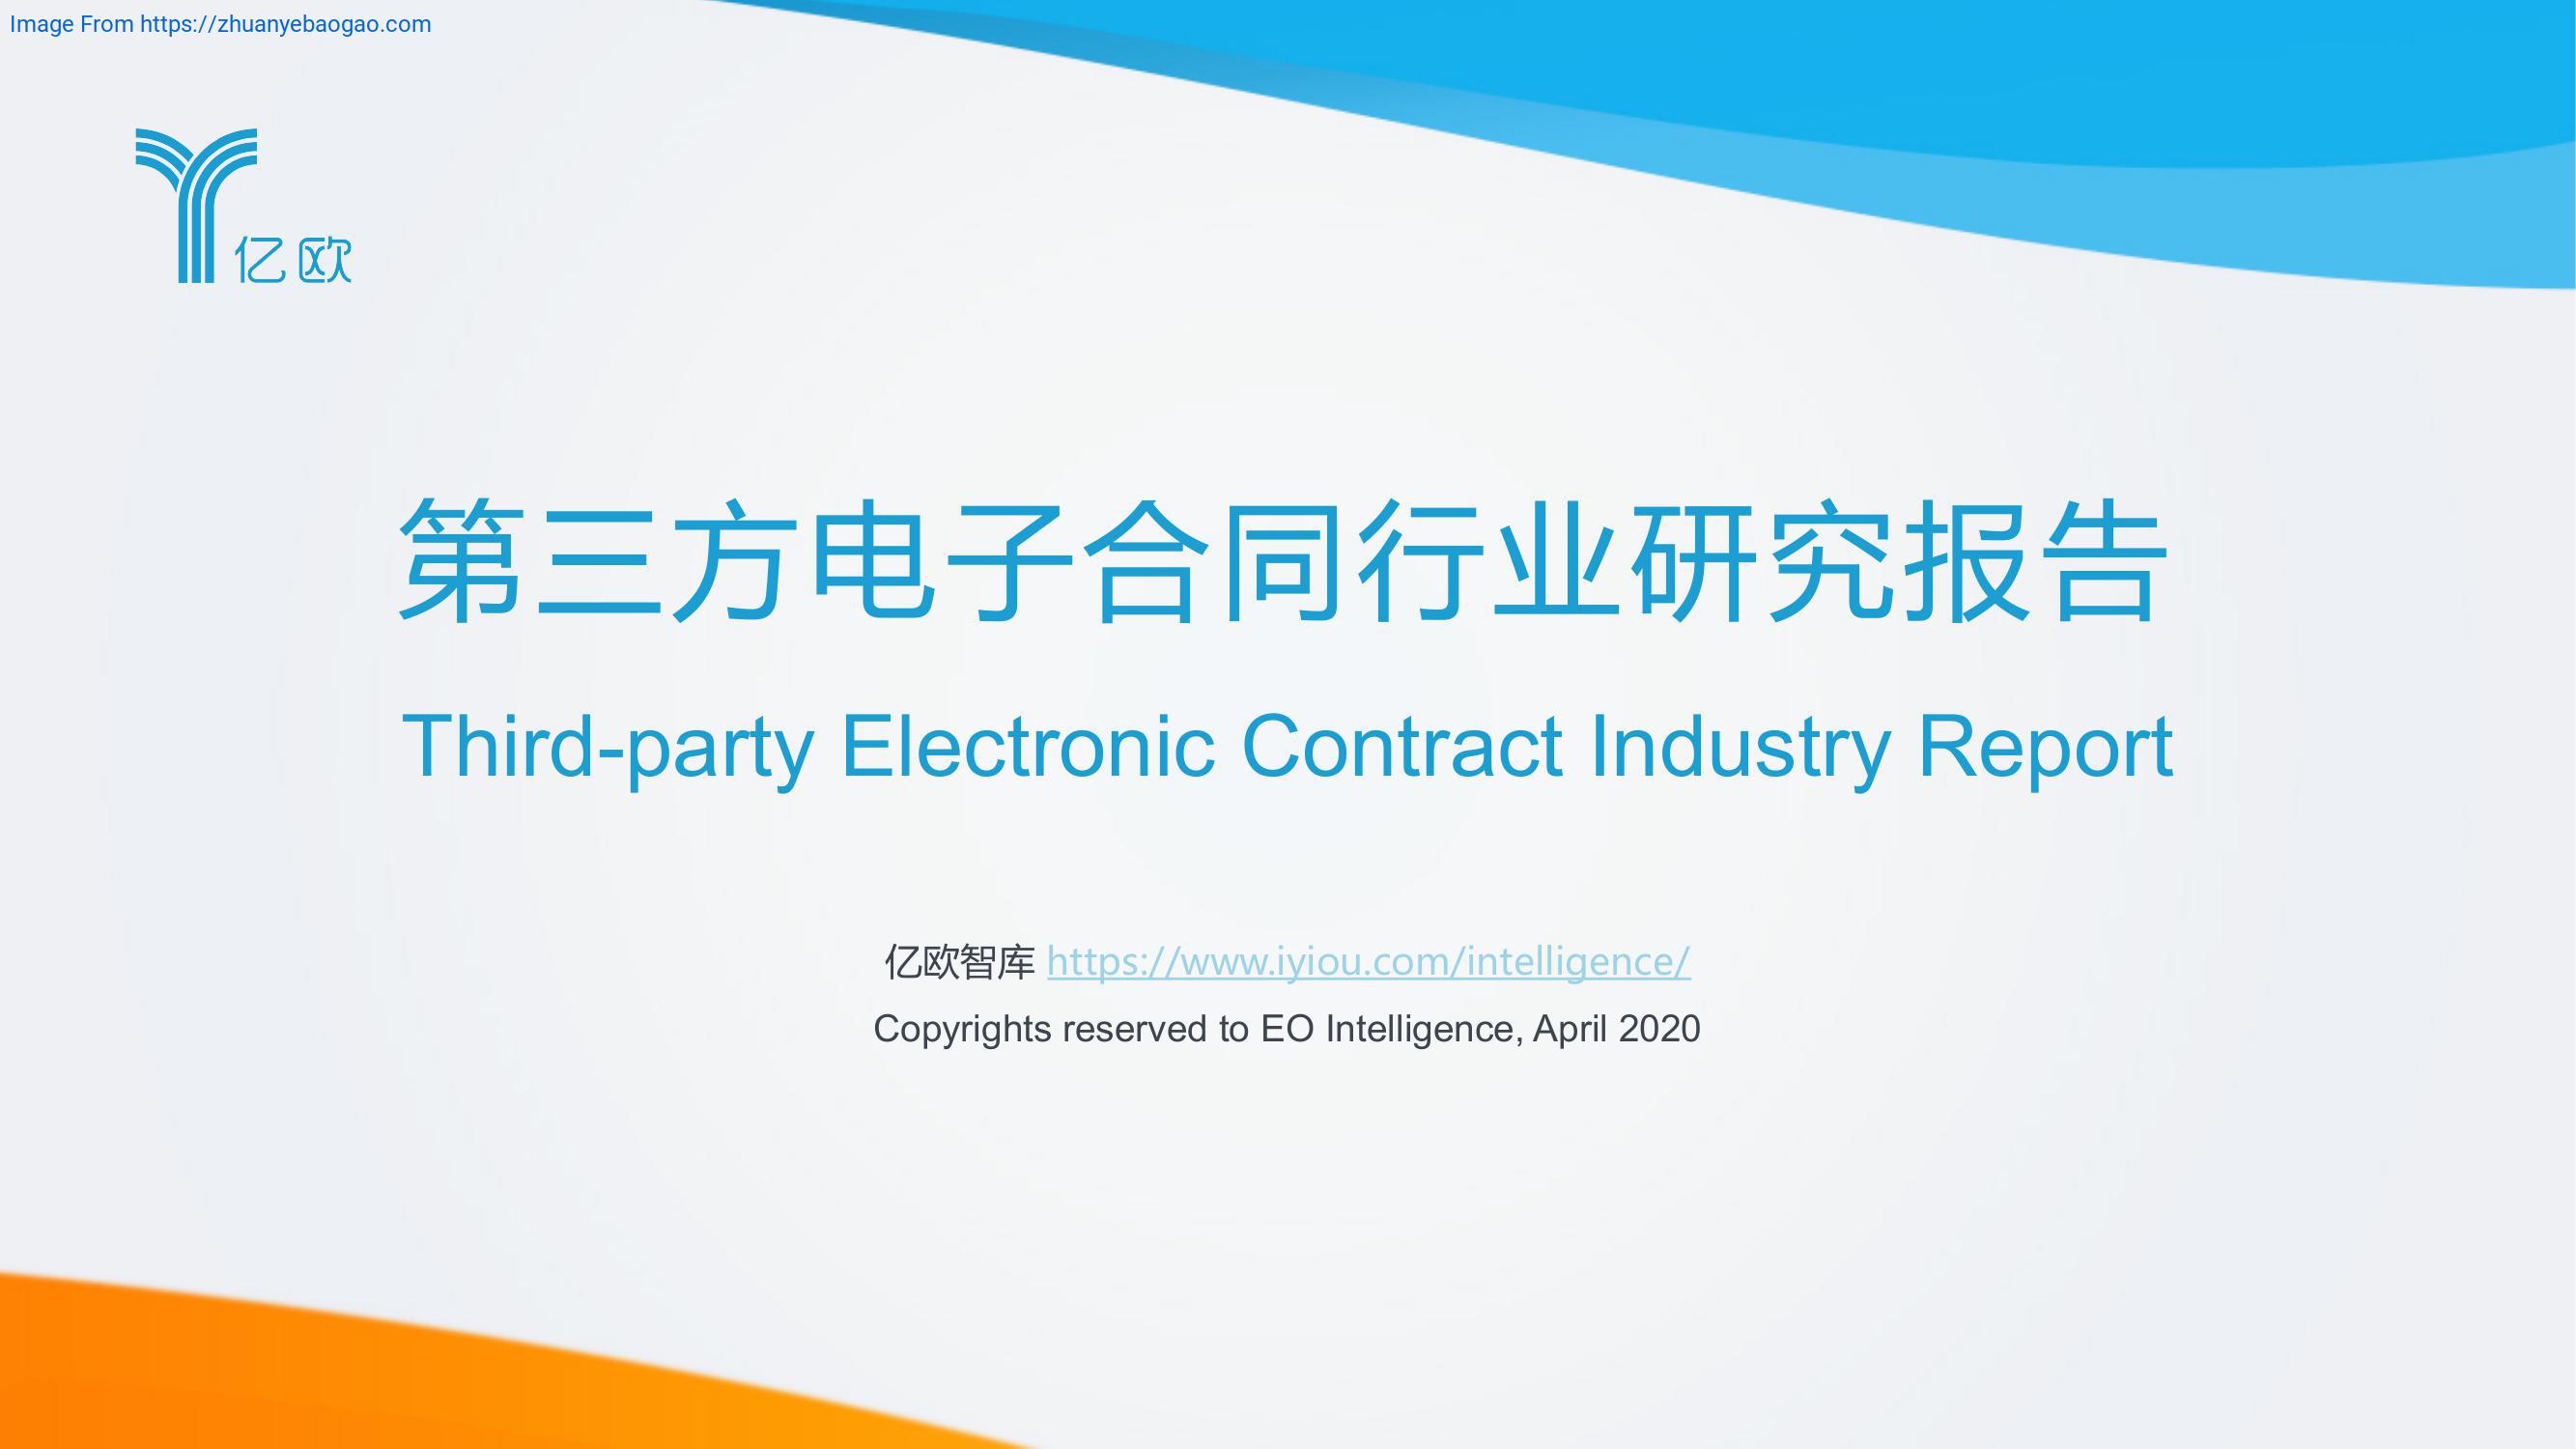 Image From https://zhuanyebaogao.com
亿欧
第三方电子合同行业研究报告
Third-party Electronic Contract Industry Report
亿欧智库 https://www.iyiou.com/intelligence/
Copyrights reserved to EO Intelligence, April 2020